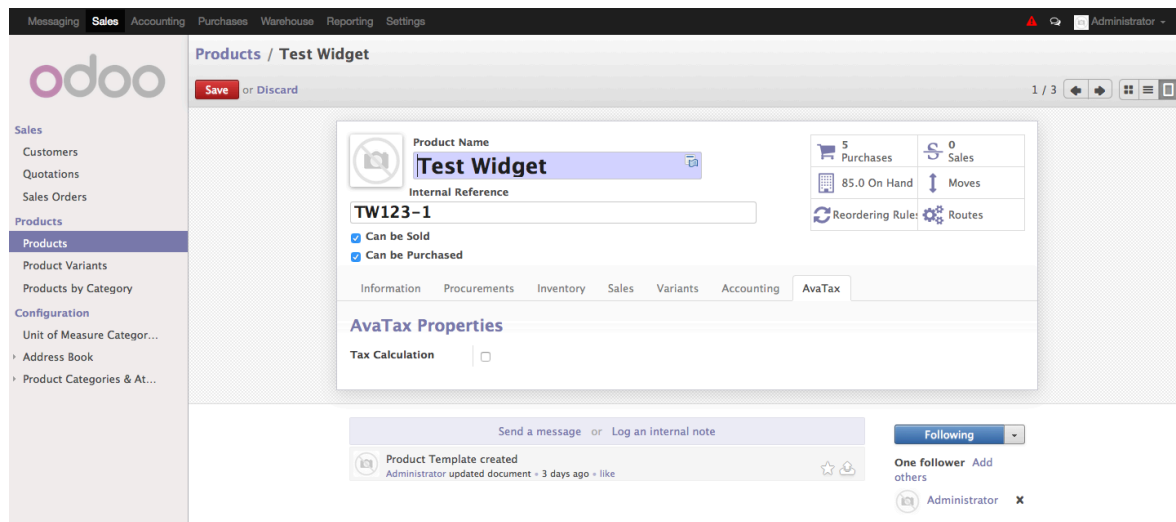 Messaging Sales Accounting Purchases Warehouse Reporting Settings Administrator
odoo
Products / Test Widget
Save or Discard
1 / 3
Sales
Customers
Quotations
Sales Orders
Products
Products
Product Variants
Products by Category
Configuration
Unit of Measure Categor...
Address Book
Product Categories & At...
Product Name
Test Widget
Internal Reference
TW123-1
Can be Sold
Can be Purchased
5 Purchases
0 Sales
85.0 On Hand
Moves
Reordering Rules
Routes
Information Procurements Inventory Sales Variants Accounting AvaTax
AvaTax Properties
Tax Calculation
Send a message or Log an internal note
Product Template created
Administrator updated document • 3 days ago • like
Following
One follower Add others
Administrator x